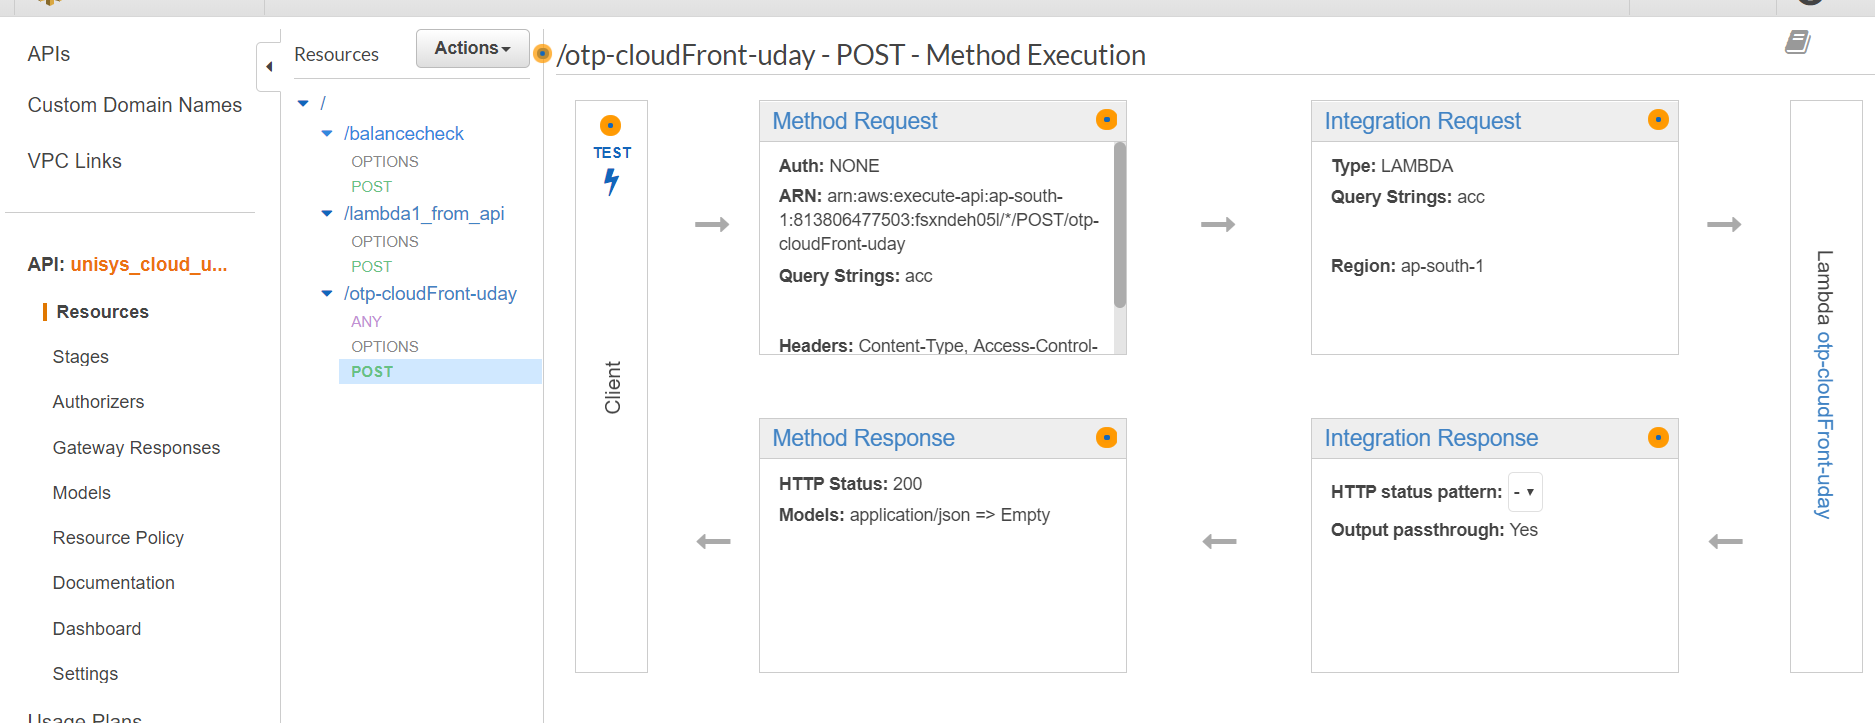 APIs
Custom Domain Names
VPC Links
API: unisys_cloud_u...
Resources
Stages
Authorizers
Gateway Responses
Models
Resource Policy
Documentation
Dashboard
Settings
Usage Plans
Resources
Actions
/
/balancecheck
OPTIONS
POST
/lambda1_from_api
OPTIONS
POST
/otp-cloudFront-uday
ANY
OPTIONS
POST
/otp-cloudFront-uday - POST - Method Execution
TEST
Client
Method Request
Auth: NONE
ARN: arn:aws:execute-api:ap-south-
1:813806477503:fsxndeh05l/*/POST/otp-
cloudFront-uday
Query Strings: acc
Headers: Content-Type, Access-Control-
Integration Request
Type: LAMBDA
Query Strings: acc
Region: ap-south-1
Method Response
HTTP Status: 200
Models: application/json => Empty
Integration Response
HTTP status pattern: -
Output passthrough: Yes
Lambda otp-cloudFront-uday